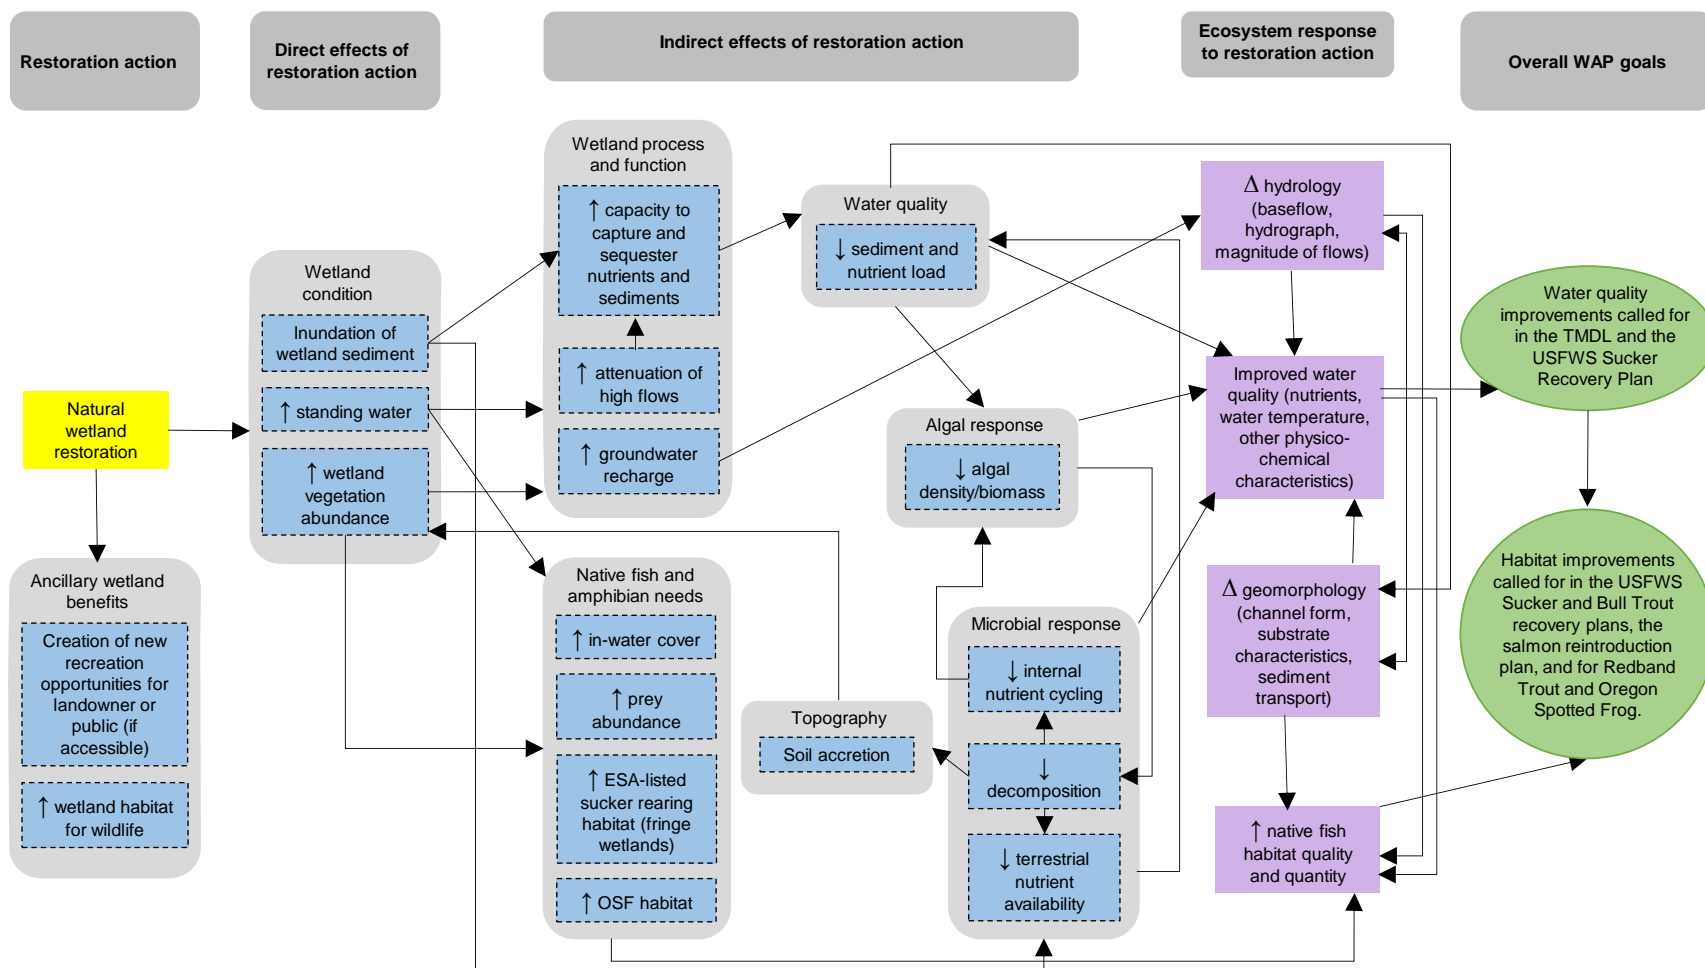 Restoration action
Direct effects of
restoration action
Indirect effects of restoration action
Ecosystem response
to restoration action
Overall WAP goals
Natural
wetland
restoration
Ancillary wetland
benefits
Creation of new
recreation
opportunities for
landowner or
public (if
accessible)
↑ wetland habitat
for wildlife
Wetland
condition
Inundation of
wetland sediment
↑ standing water
↑ wetland
vegetation
abundance
Wetland process
and function
↑ capacity to
capture and
sequester
nutrients and
sediments
↑ attenuation of
high flows
↑ groundwater
recharge
Native fish and
amphibian needs
↑ in-water cover
↑ prey
abundance
↑ ESA-listed
sucker rearing
habitat (fringe
wetlands)
↑ OSF habitat
Water quality
↓ sediment and
nutrient load
Algal response
↓ algal
density/biomass
Topography
Soil accretion
Microbial response
↓ internal
nutrient cycling
↓
decomposition
↓ terrestrial
nutrient
availability
Δ hydrology
(baseflow,
hydrograph,
magnitude of flows)
Improved water
quality (nutrients,
water temperature,
other physico-
chemical
characteristics)
Δ geomorphology
(channel form,
substrate
characteristics,
sediment
transport)
↑ native fish
habitat quality
and quantity
Water quality
improvements called for
in the TMDL and the
USFWS Sucker
Recovery Plan
Habitat improvements
called for in the USFWS
Sucker and Bull Trout
recovery plans, the
salmon reintroduction
plan, and for Redband
Trout and Oregon
Spotted Frog.